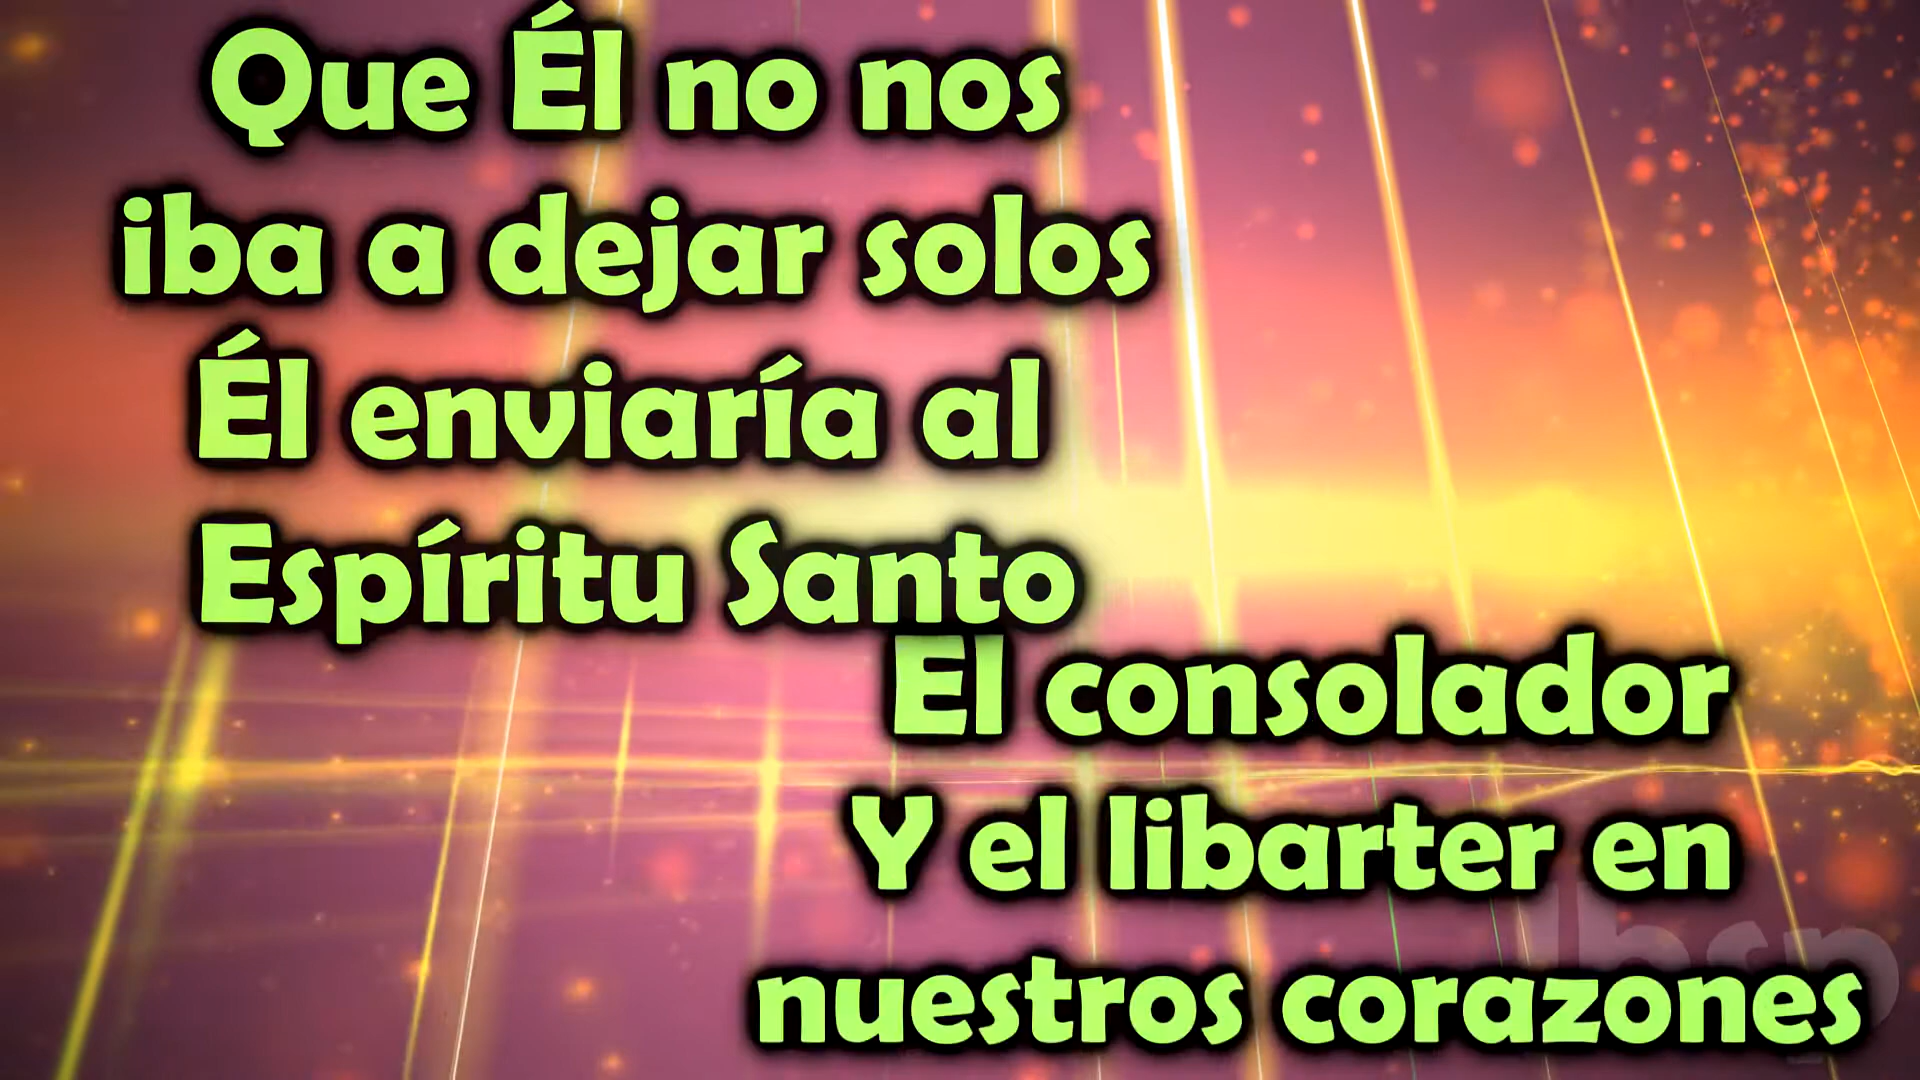 Que Él no nos
iba a dejar solos
Él enviaría al
Espíritu Santo
El consolador
Y el libarter en
nuestros corazones